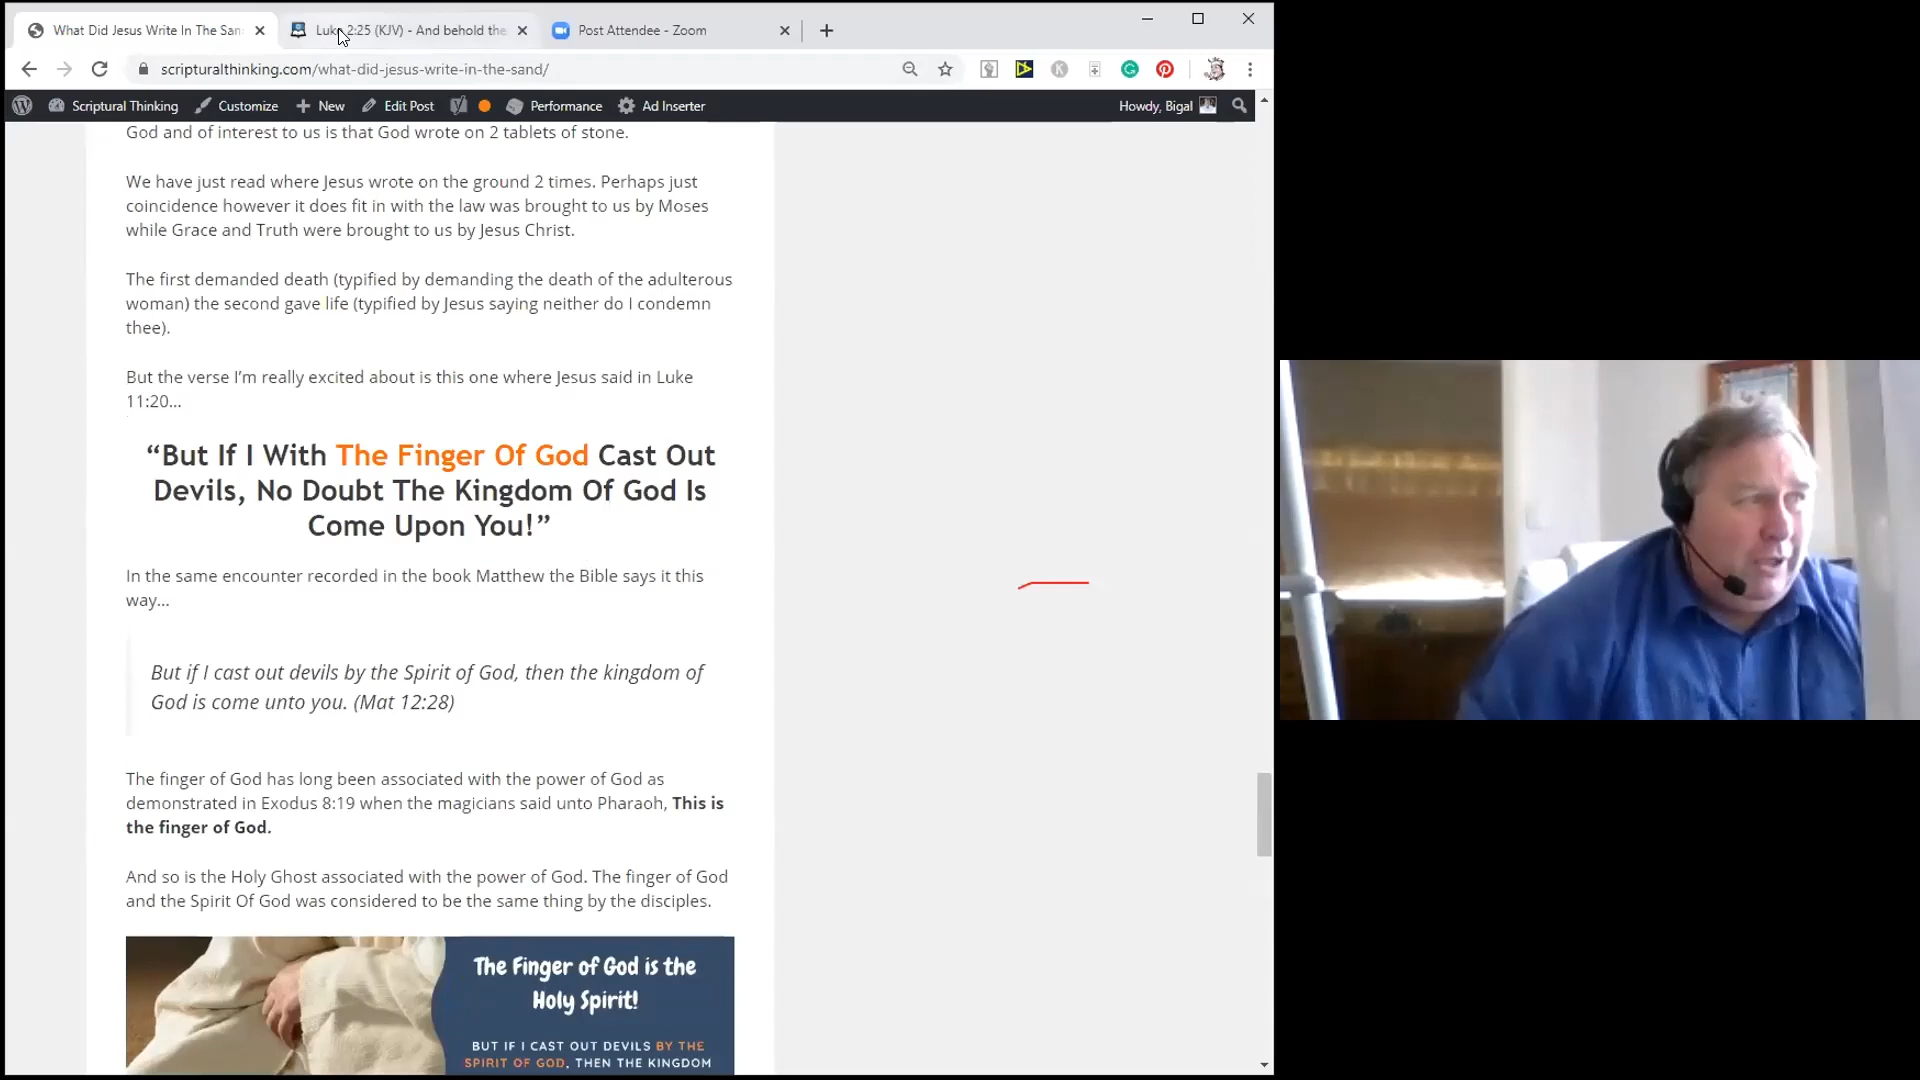 What Did Jesus Write In The San
Luke 2:25 (KJV) - And behold the
Post Attendee - Zoom
scripturalthinking.com/what-did-jesus-write-in-the-sand/
Scriptural Thinking
Customize
New
Edit Post
Performance
Ad Inserter
Howdy, Bigal
God and of interest to us is that God wrote on 2 tablets of stone.
We have just read where Jesus wrote on the ground 2 times. Perhaps just
coincidence however it does fit in with the law was brought to us by Moses
while Grace and Truth were brought to us by Jesus Christ.
The first demanded death (typified by demanding the death of the adulterous
woman) the second gave life (typified by Jesus saying neither do I condemn
thee).
But the verse I’m really excited about is this one where Jesus said in Luke
11:20…
“But If I With The Finger Of God Cast Out
Devils, No Doubt The Kingdom Of God Is
Come Upon You!”
In the same encounter recorded in the book Matthew the Bible says it this
way…
But if I cast out devils by the Spirit of God, then the kingdom of
God is come unto you. (Mat 12:28)
The finger of God has long been associated with the power of God as
demonstrated in Exodus 8:19 when the magicians said unto Pharaoh, This is
the finger of God.
And so is the Holy Ghost associated with the power of God. The finger of God
and the Spirit Of God was considered to be the same thing by the disciples.
The Finger of God is the
Holy Spirit!
BUT IF I CAST OUT DEVILS BY THE
SPIRIT OF GOD, THEN THE KINGDOM